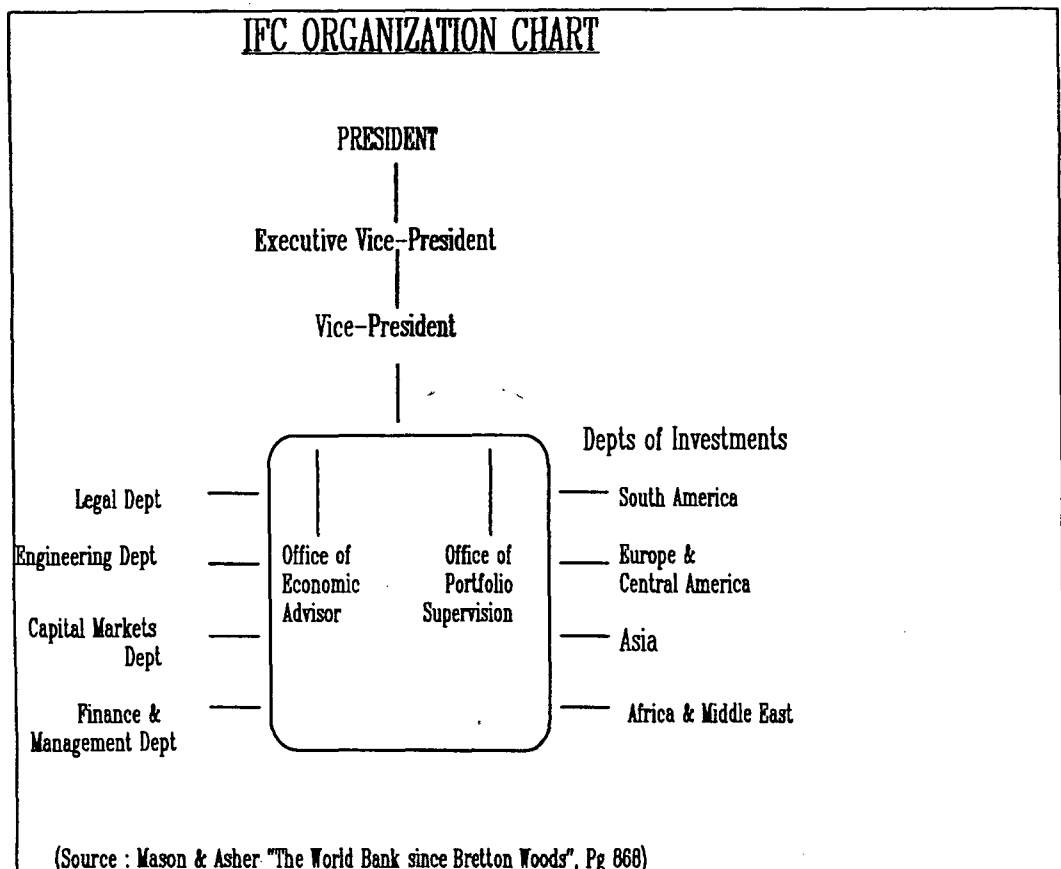 IFC ORGANIZATION CHART
PRESIDENT
Executive Vice-President
Vice-President
Legal Dept
Engineering Dept
Capital Markets
Dept
Finance &
Management Dept
Office of
Economic
Advisor
Office of
Portfolio
Supervision
Depts of Investments
South America
Europe &
Central America
Asia
Africa & Middle East
(Source : Mason & Asher "The World Bank since Bretton Woods", Pg 868)